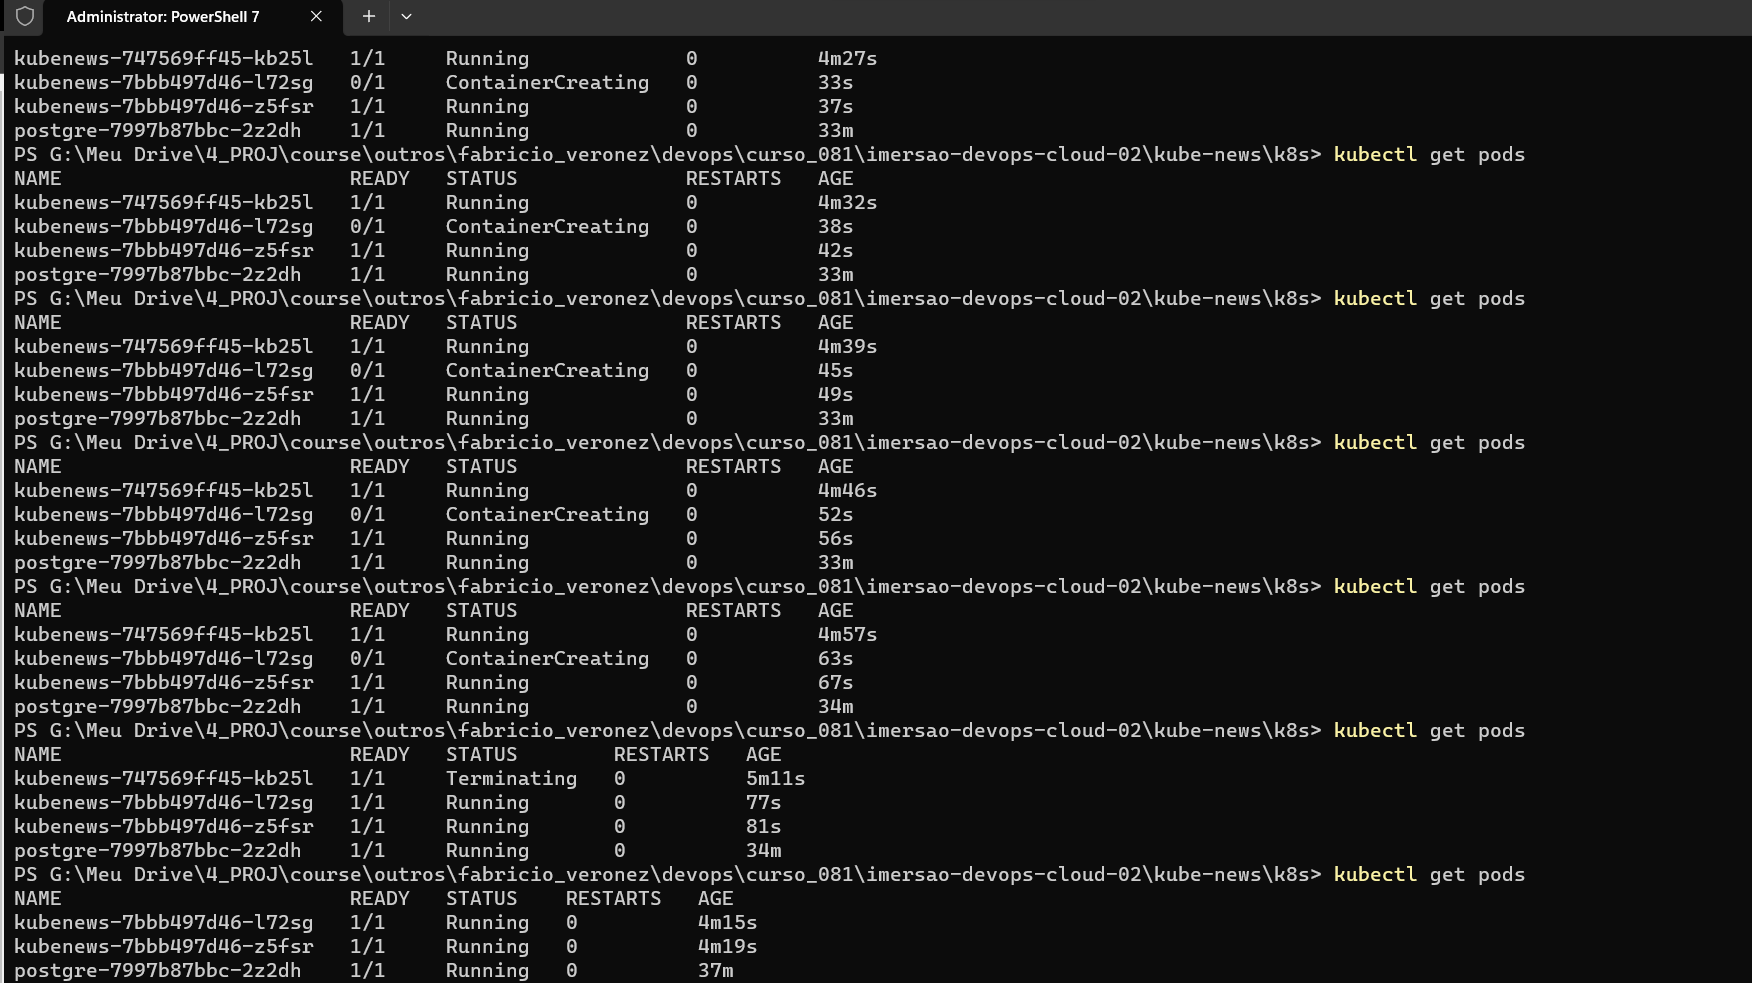 Administrator: PowerShell 7
kubenews-747569ff45-kb25l 1/1 Running 0 4m27s
kubenews-7bbb497d46-l72sg 0/1 ContainerCreating 0 33s
kubenews-7bbb497d46-z5fsr 1/1 Running 0 37s
postgre-7997b87bbc-2z2dh 1/1 Running 0 33m
PS G:\Meu Drive\4_PROJ\course\outros\fabricio_veronez\devops\curso_081\imersao-devops-cloud-02\kube-news\k8s> kubectl get pods
NAME READY STATUS RESTARTS AGE
kubenews-747569ff45-kb25l 1/1 Running 0 4m32s
kubenews-7bbb497d46-l72sg 0/1 ContainerCreating 0 38s
kubenews-7bbb497d46-z5fsr 1/1 Running 0 42s
postgre-7997b87bbc-2z2dh 1/1 Running 0 33m
PS G:\Meu Drive\4_PROJ\course\outros\fabricio_veronez\devops\curso_081\imersao-devops-cloud-02\kube-news\k8s> kubectl get pods
NAME READY STATUS RESTARTS AGE
kubenews-747569ff45-kb25l 1/1 Running 0 4m39s
kubenews-7bbb497d46-l72sg 0/1 ContainerCreating 0 45s
kubenews-7bbb497d46-z5fsr 1/1 Running 0 49s
postgre-7997b87bbc-2z2dh 1/1 Running 0 33m
PS G:\Meu Drive\4_PROJ\course\outros\fabricio_veronez\devops\curso_081\imersao-devops-cloud-02\kube-news\k8s> kubectl get pods
NAME READY STATUS RESTARTS AGE
kubenews-747569ff45-kb25l 1/1 Running 0 4m46s
kubenews-7bbb497d46-l72sg 0/1 ContainerCreating 0 52s
kubenews-7bbb497d46-z5fsr 1/1 Running 0 56s
postgre-7997b87bbc-2z2dh 1/1 Running 0 33m
PS G:\Meu Drive\4_PROJ\course\outros\fabricio_veronez\devops\curso_081\imersao-devops-cloud-02\kube-news\k8s> kubectl get pods
NAME READY STATUS RESTARTS AGE
kubenews-747569ff45-kb25l 1/1 Running 0 4m57s
kubenews-7bbb497d46-l72sg 0/1 ContainerCreating 0 63s
kubenews-7bbb497d46-z5fsr 1/1 Running 0 67s
postgre-7997b87bbc-2z2dh 1/1 Running 0 34m
PS G:\Meu Drive\4_PROJ\course\outros\fabricio_veronez\devops\curso_081\imersao-devops-cloud-02\kube-news\k8s> kubectl get pods
NAME READY STATUS RESTARTS AGE
kubenews-747569ff45-kb25l 1/1 Terminating 0 5m11s
kubenews-7bbb497d46-l72sg 1/1 Running 0 77s
kubenews-7bbb497d46-z5fsr 1/1 Running 0 81s
postgre-7997b87bbc-2z2dh 1/1 Running 0 34m
PS G:\Meu Drive\4_PROJ\course\outros\fabricio_veronez\devops\curso_081\imersao-devops-cloud-02\kube-news\k8s> kubectl get pods
NAME READY STATUS RESTARTS AGE
kubenews-7bbb497d46-l72sg 1/1 Running 0 4m15s
kubenews-7bbb497d46-z5fsr 1/1 Running 0 4m19s
postgre-7997b87bbc-2z2dh 1/1 Running 0 37m